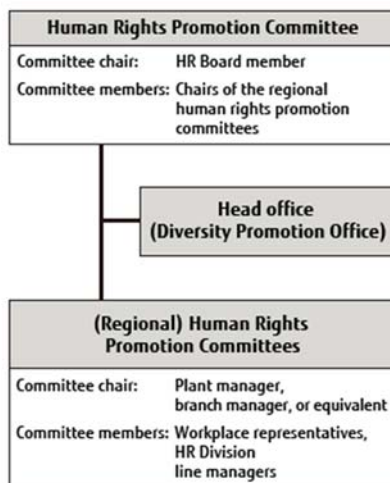 Human Rights Promotion Committee
Committee chair: HR Board member
Committee members: Chairs of the regional
human rights promotion
committees
Head office
(Diversity Promotion Office)
(Regional) Human Rights
Promotion Committees
Committee chair: Plant manager,
branch manager, or equivalent
Committee members: Workplace representatives,
HR Division
line managers